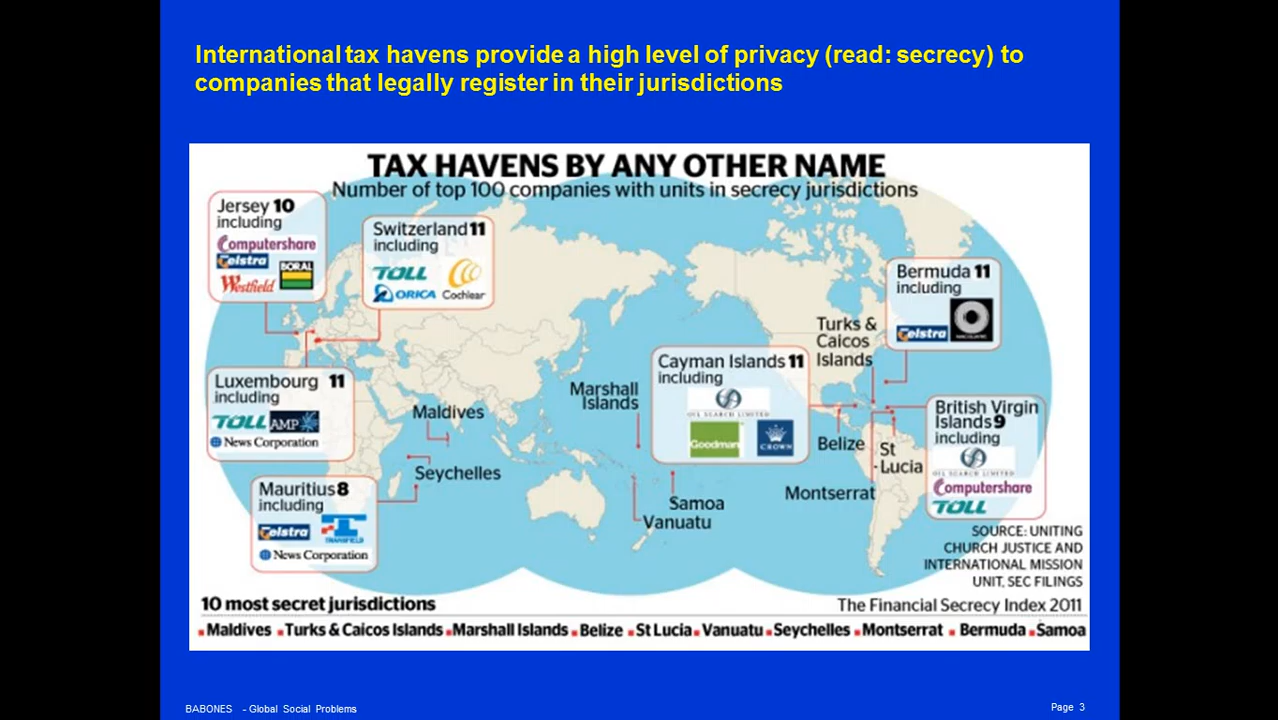 International tax havens provide a high level of privacy (read: secrecy) to
companies that legally register in their jurisdictions
TAX HAVENS BY ANY OTHER NAME
Number of top 100 companies with units in secrecy jurisdictions
Jersey 10
including
Computershare
Telstra
BORAL
Westfield
Switzerland 11
including
TOLL
ORICA
Cochlear
Bermuda 11
including
Telstra
MACQUARIE
Turks &
Caicos
Islands
Cayman Islands 11
including
OIL SEARCH LIMITED
Goodman
CROWN
Marshall
Islands
Luxembourg 11
including
TOLL
AMP
News Corporation
Maldives
Seychelles
British Virgin
Islands 9
including
OIL SEARCH LIMITED
Computershare
TOLL
Belize
St
Lucia
Montserrat
Mauritius 8
including
Telstra
TRANSFIELD
News Corporation
Samoa
Vanuatu
SOURCE: UNITING
CHURCH JUSTICE AND
INTERNATIONAL MISSION
UNIT, SEC FILINGS
10 most secret jurisdictions
The Financial Secrecy Index 2011
Maldives Turks & Caicos Islands Marshall Islands Belize St Lucia Vanuatu Seychelles Montserrat Bermuda Samoa
BABONES - Global Social Problems
Page 3